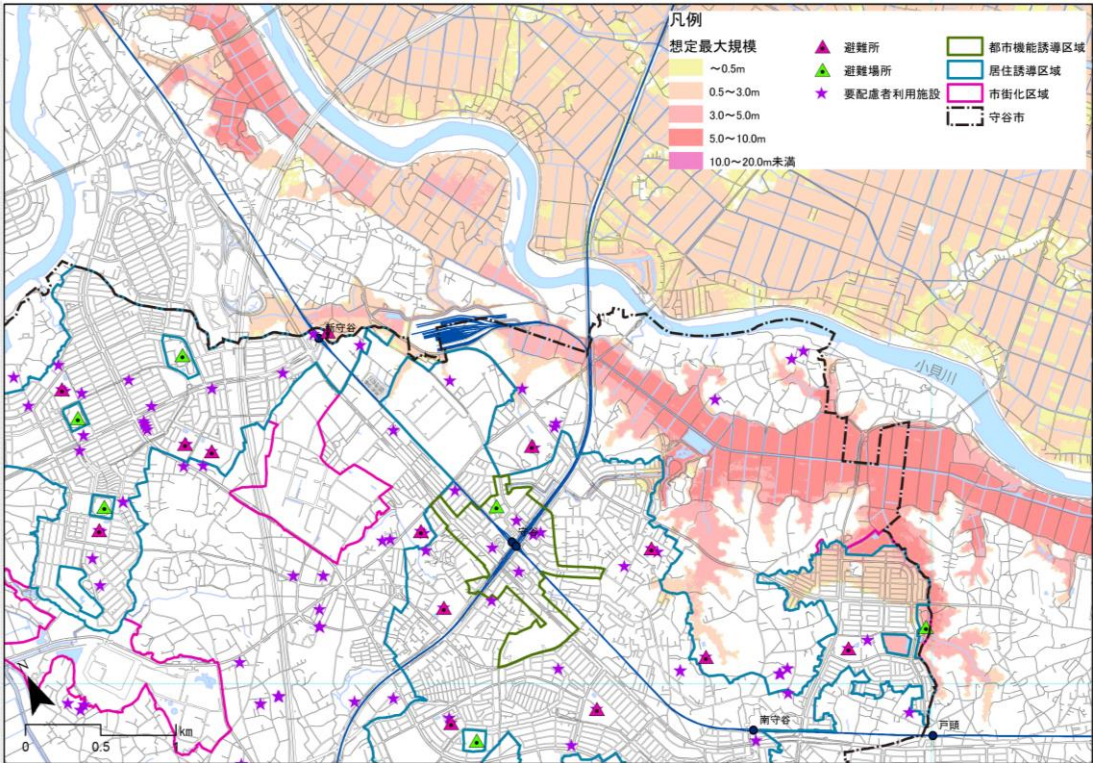 凡例
想定最大規模
～0.5m
0.5～3.0m
3.0～5.0m
5.0～10.0m
10.0～20.0m未満
避難所
避難場所
要配慮者利用施設
都市機能誘導区域
居住誘導区域
市街化区域
守谷市
新守谷
小貝川
守谷
南守谷
戸頭
N
0 0.5 1 km